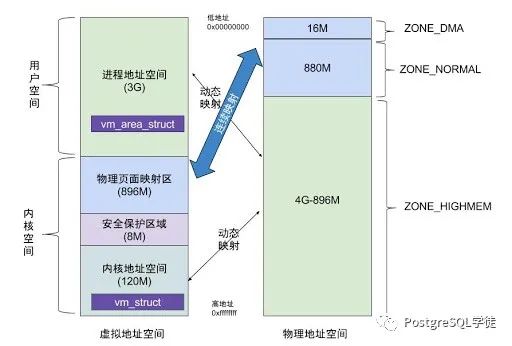 用户空间
内核空间
进程地址空间
(3G)
vm_area_struct
物理页面映射区
(896M)
安全保护区域
(8M)
内核地址空间
(120M)
vm_struct
虚拟地址空间
低地址
0x00000000
动态
映射
连续映射
动态
映射
高地址
0xffffffff
16M
880M
4G-896M
物理地址空间
ZONE_DMA
ZONE_NORMAL
ZONE_HIGHMEM
PostgreSQL学徒